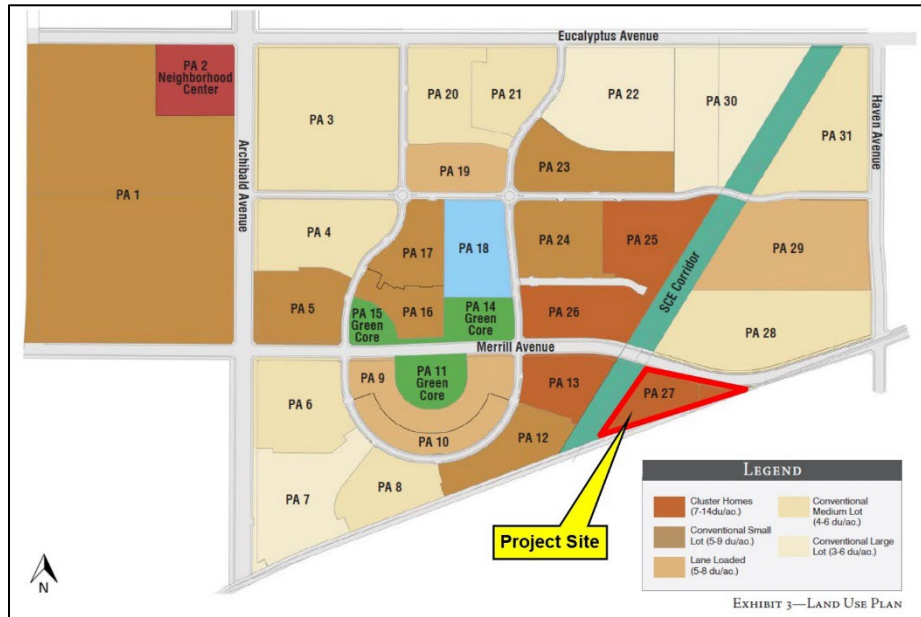 Eucalyptus Avenue
PA 2
Neighborhood
Center
PA 20
PA 21
PA 22
PA 30
PA 3
PA 31
Haven Avenue
Archibald Avenue
PA 19
PA 23
PA 1
PA 4
PA 17
PA 18
PA 24
PA 25
PA 29
SCE Corridor
PA 5
PA 15
Green
Core
PA 16
PA 14
Green
Core
PA 26
PA 28
Merrill Avenue
PA 9
PA 11
Green
Core
PA 13
PA 27
PA 6
PA 10
PA 12
PA 7
PA 8
Project Site
N
LEGEND
Cluster Homes
(7-14du/ac.)
Conventional Small
Lot (5-9 du/ac.)
Lane Loaded
(5-8 du/ac.)
Conventional
Medium Lot
(4-6 du/ac.)
Conventional Large
Lot (3-6 du/ac.)
EXHIBIT 3—LAND USE PLAN